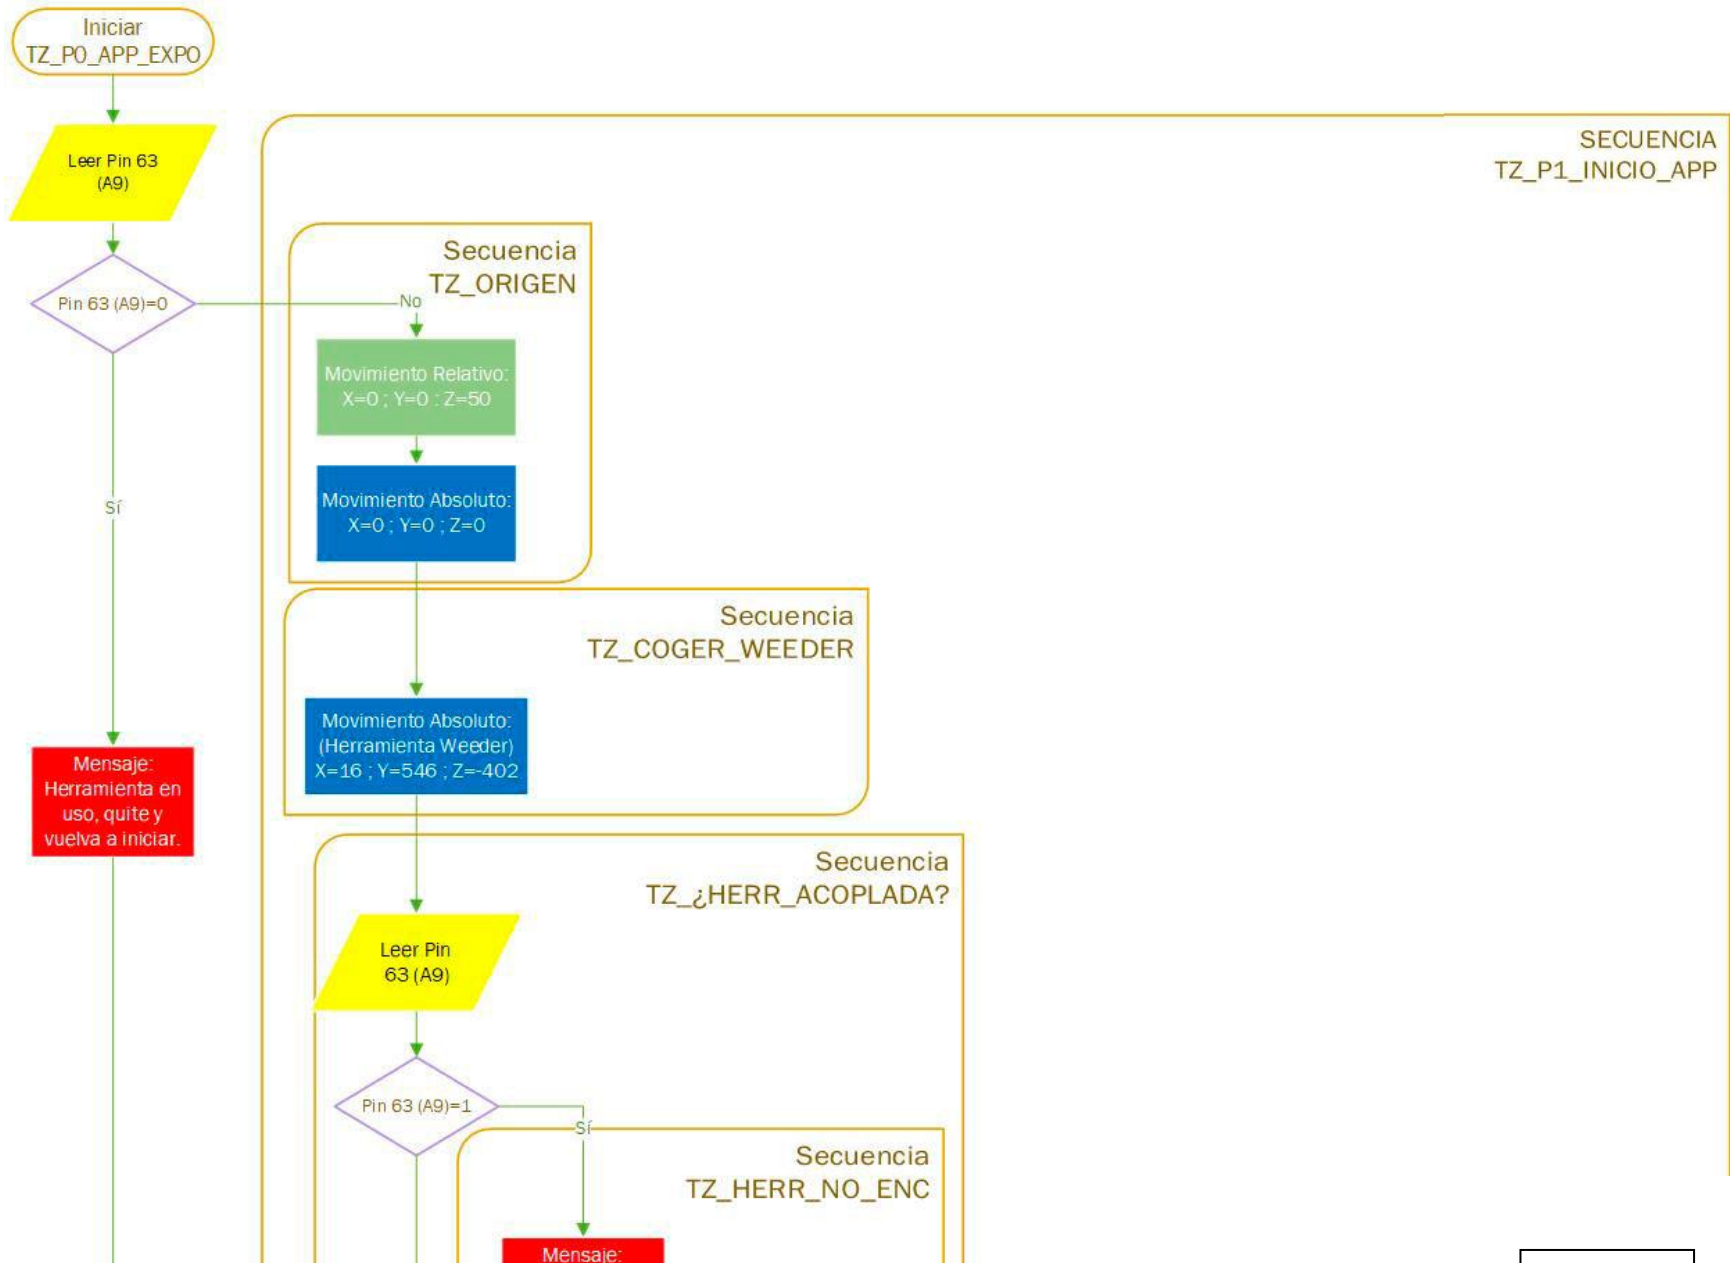 Iniciar
TZ_P0_APP_EXPO
Leer Pin 63
(A9)
Pin 63 (A9)=0
No
Sí
Mensaje:
Herramienta en
uso, quite y
vuelva a iniciar.
SECUENCIA
TZ_P1_INICIO_APP
Secuencia
TZ_ORIGEN
Movimiento Relativo:
X=0 ; Y=0 : Z=50
Movimiento Absoluto:
X=0 ; Y=0 ; Z=0
Secuencia
TZ_COGER_WEEDER
Movimiento Absoluto:
(Herramienta Weeder)
X=16 ; Y=546 ; Z=-402
Secuencia
TZ_¿HERR_ACOPLADA?
Leer Pin
63 (A9)
Pin 63 (A9)=1
Sí
Secuencia
TZ_HERR_NO_ENC
Mensaje: